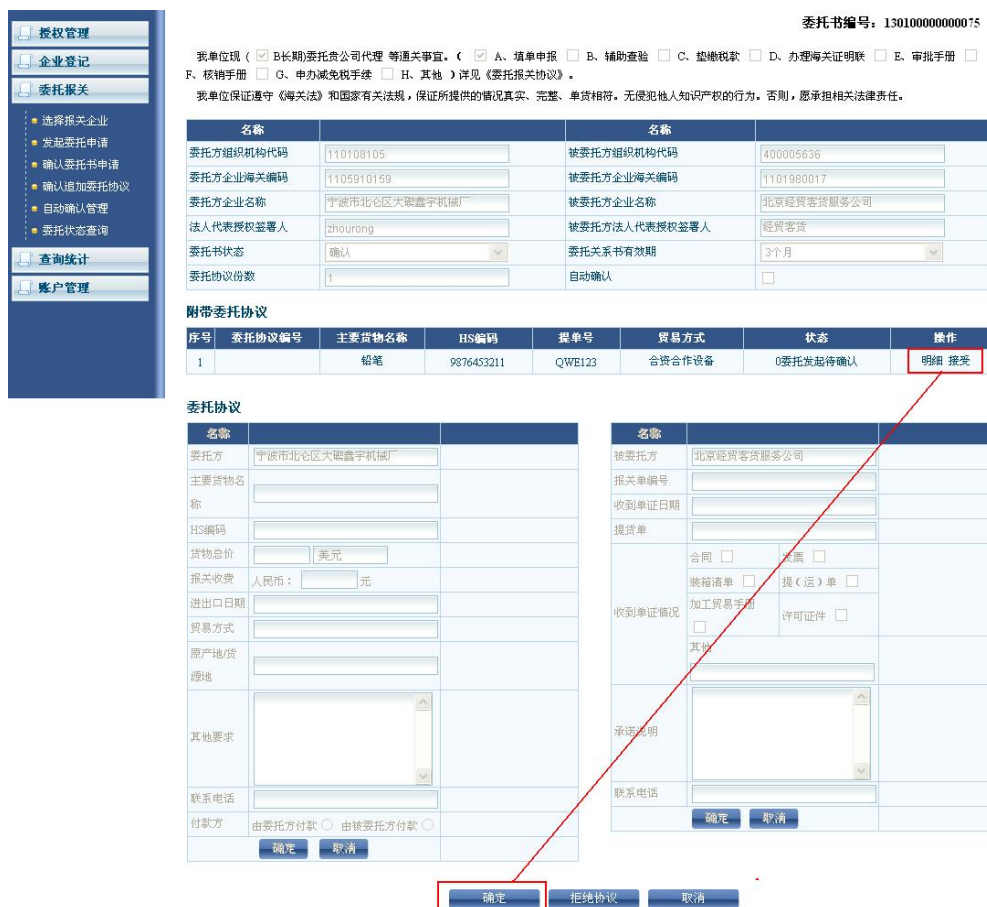 委托书编号：130100000000075
授权管理
企业登记
委托报关
选择报关企业
发起委托申请
确认委托书申请
确认追加委托协议
自动确认管理
委托状态查询
查询统计
账户管理
我单位现（ B长期)委托贵公司代理 等通关事宜。（ A、填单申报 B、辅助查验 C、垫缴税款 D、办理海关证明联 E、审批手册
F、核销手册 G、申办减免税手续 H、其他 ）详见《委托报关协议》。
我单位保证遵守《海关法》和国家有关法规，保证所提供的情况真实、完整、单货相符。无侵犯他人知识产权的行为。否则，愿承担相关法律责任。
名称 名称
委托方组织机构代码 110108105 被委托方组织机构代码 400005636
委托方企业海关编码 1105910159 被委托方企业海关编码 1101980017
委托方企业名称 宁波市北仑区大碶鑫宇机械厂 被委托方企业名称 北京经贸客货服务公司
法人代表授权签署人 zhourong 被委托方法人代表授权签署人 经贸客货
委托书状态 确认 委托关系书有效期 3个月
委托协议份数 1 自动确认
附带委托协议
序号 委托协议编号 主要货物名称 HS编码 提单号 贸易方式 状态 操作
1 铅笔 9876453211 QWE123 合资合作设备 0委托发起待确认 明细 接受
委托协议
名称
委托方 宁波市北仑区大碶鑫宇机械厂
主要货物名
称
HS编码
货物总价 美元
报关收费 人民币： 元
进出口日期
贸易方式
原产地/货
源地
其他要求
联系电话
付款方 由委托方付款 由被委托方付款
确定 取消
名称
被委托方 北京经贸客货服务公司
报关单编号
收到单证日期
提货单
收到单证情况
合同 发票
装箱清单 提(运)单
加工贸易手册 许可证件
其他
承诺说明
联系电话
确定 取消
确定 拒绝协议 取消